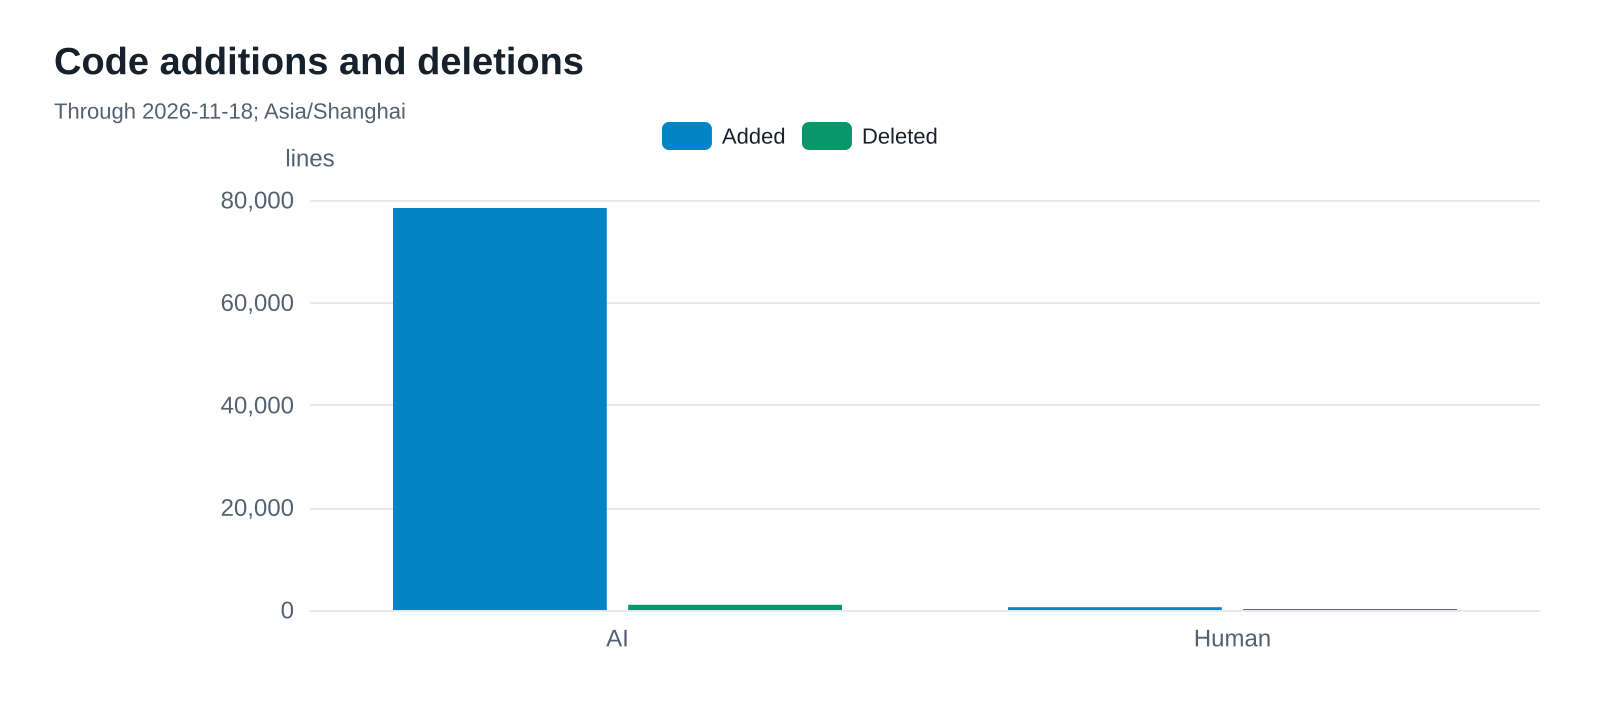 Code additions and deletions
Through 2026-11-18; Asia/Shanghai
Added Deleted
lines
80,000
60,000
40,000
20,000
0
AI Human